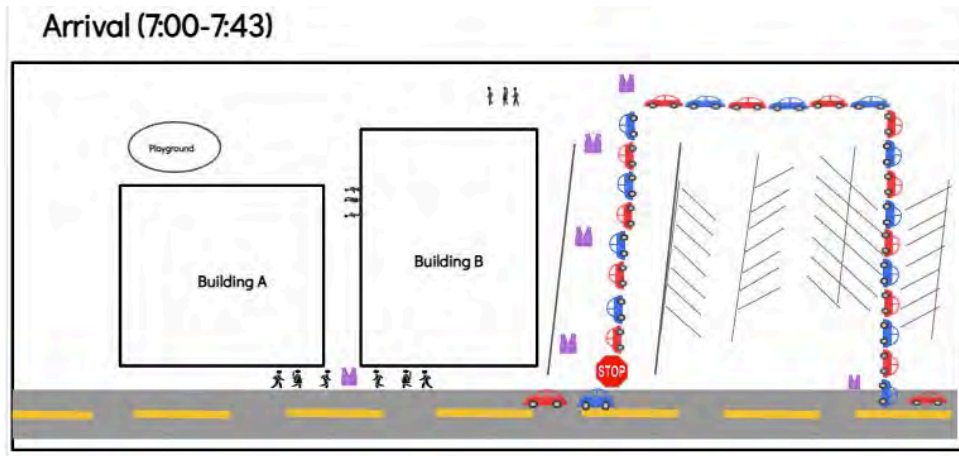 Arrival (7:00-7:43)
Playground
Building A
Building B
STOP